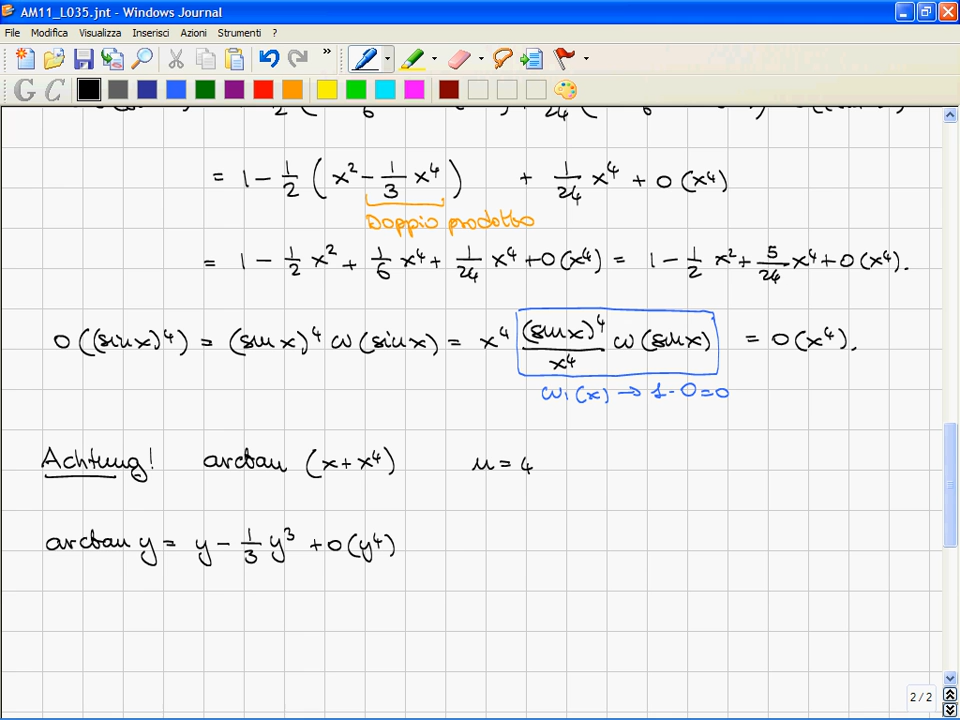 AM11_L035.jnt - Windows Journal
File Modifica Visualizza Inserisci Azioni Strumenti ?
»
G C
= 1 - 1/2 ( x² - 1/3 x⁴ ) + 1/24 x⁴ + o(x⁴)
Doppio prodotto
= 1 - 1/2 x² + 1/6 x⁴ + 1/24 x⁴ + o(x⁴) = 1 - 1/2 x² + 5/24 x⁴ + o(x⁴).
o((sin x)⁴) = (sin x)⁴ ω(sin x) = x⁴ (sin x)⁴/x⁴ ω(sin x) = o(x⁴).
ω₁(x) → 1·0=0
Achtung! arctan (x+x⁴) n = 4
arctan y = y - 1/3 y³ + o(y⁴)
2 / 2